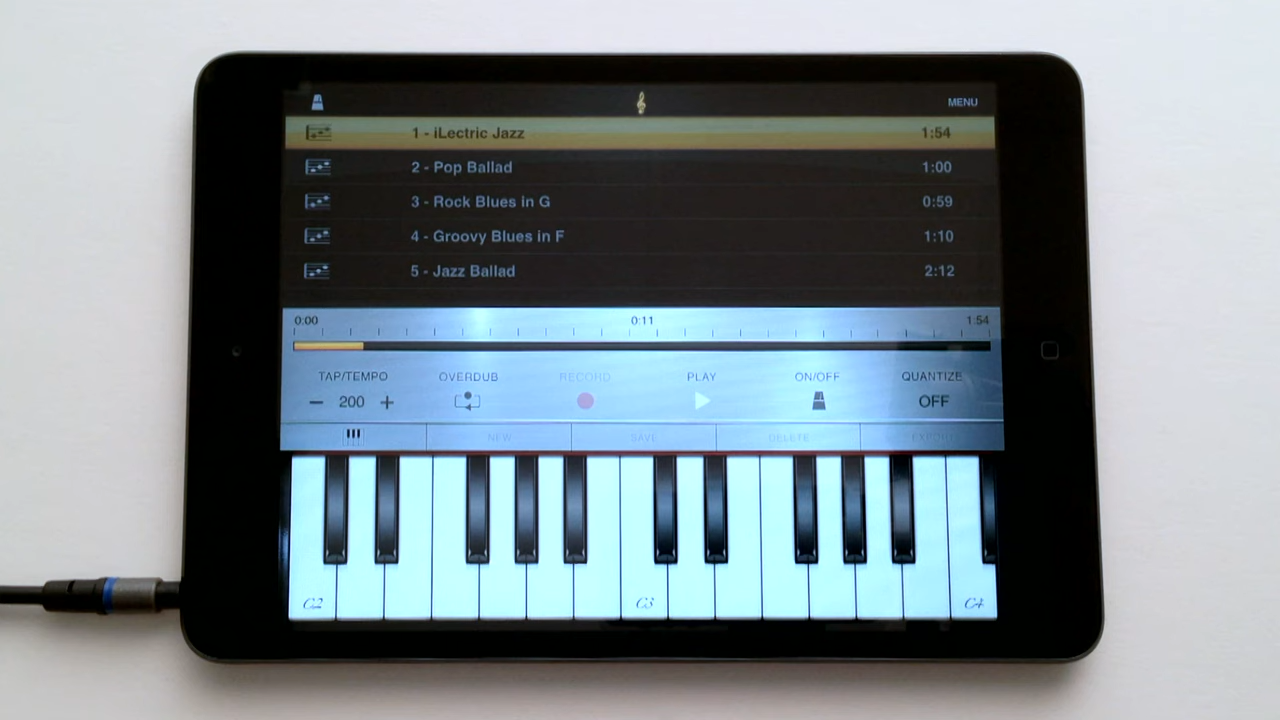 MENU
1 - iLectric Jazz 1:54
2 - Pop Ballad 1:00
3 - Rock Blues in G 0:59
4 - Groovy Blues in F 1:10
5 - Jazz Ballad 2:12
0:00 0:11 1:54
TAP/TEMPO OVERDUB RECORD PLAY ON/OFF QUANTIZE
− 200 + OFF
NEW SAVE DELETE EXPORT
C2 C3 C4